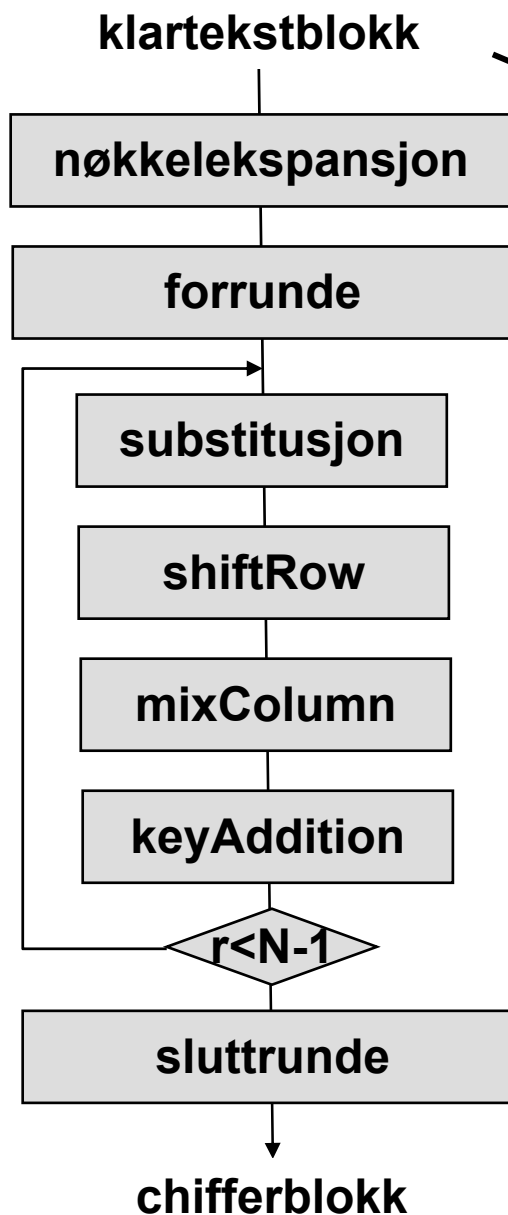 klartekstblokk
nøkkelekspansjon
forrunde
substitusjon
shiftRow
mixColumn
keyAddition
r<N-1
sluttrunde
chifferblokk